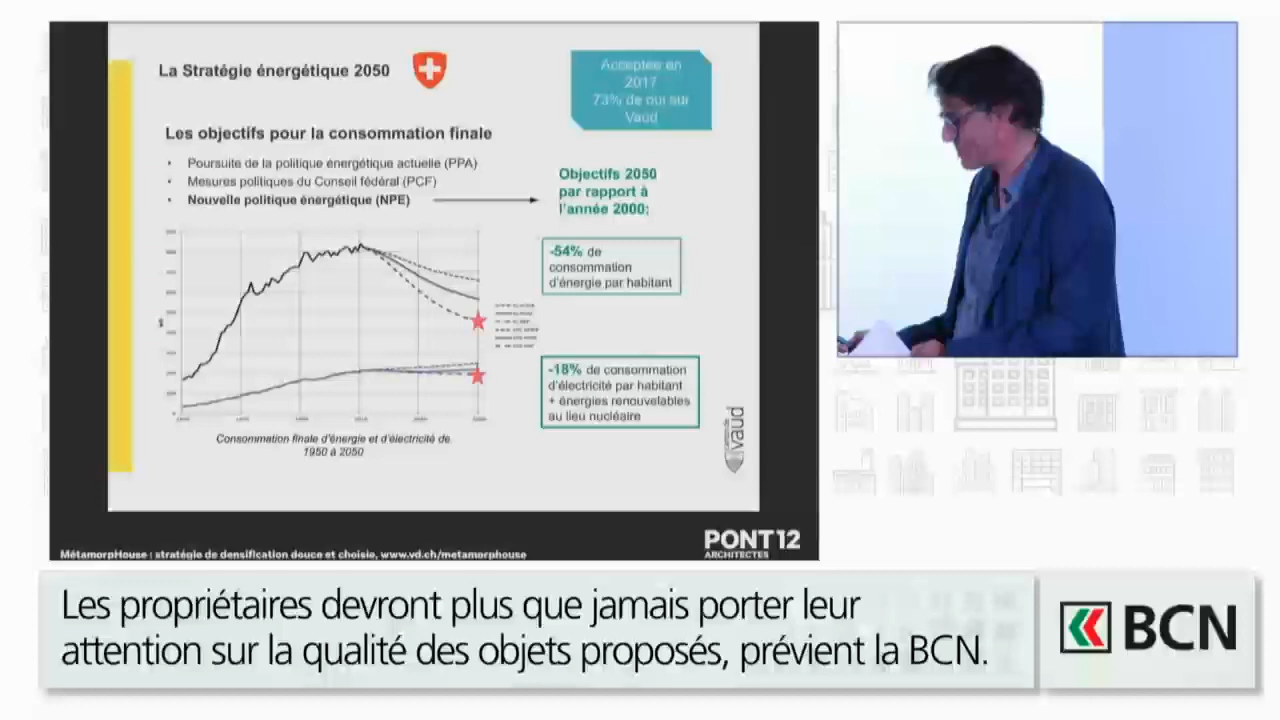 La Stratégie énergétique 2050
Acceptée en
2017
73% de oui sur
Vaud
Les objectifs pour la consommation finale
• Poursuite de la politique énergétique actuelle (PPA)
• Mesures politiques du Conseil fédéral (PCF)
• Nouvelle politique énergétique (NPE)
Objectifs 2050
par rapport à
l'année 2000:
-54% de
consommation
d'énergie par habitant
-18% de consommation
d'électricité par habitant
+ énergies renouvelables
au lieu nucléaire
Consommation finale d'énergie et d'électricité de
1950 à 2050
vaud
PONT12
ARCHITECTES
MétamorpHouse : stratégie de densification douce et choisie, www.vd.ch/metamorphouse
Les propriétaires devront plus que jamais porter leur
attention sur la qualité des objets proposés, prévient la BCN.
BCN